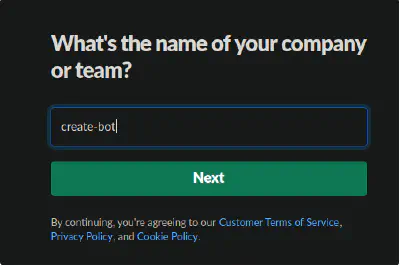 What's the name of your company
or team?
create-bot
Next
By continuing, you're agreeing to our Customer Terms of Service,
Privacy Policy, and Cookie Policy.